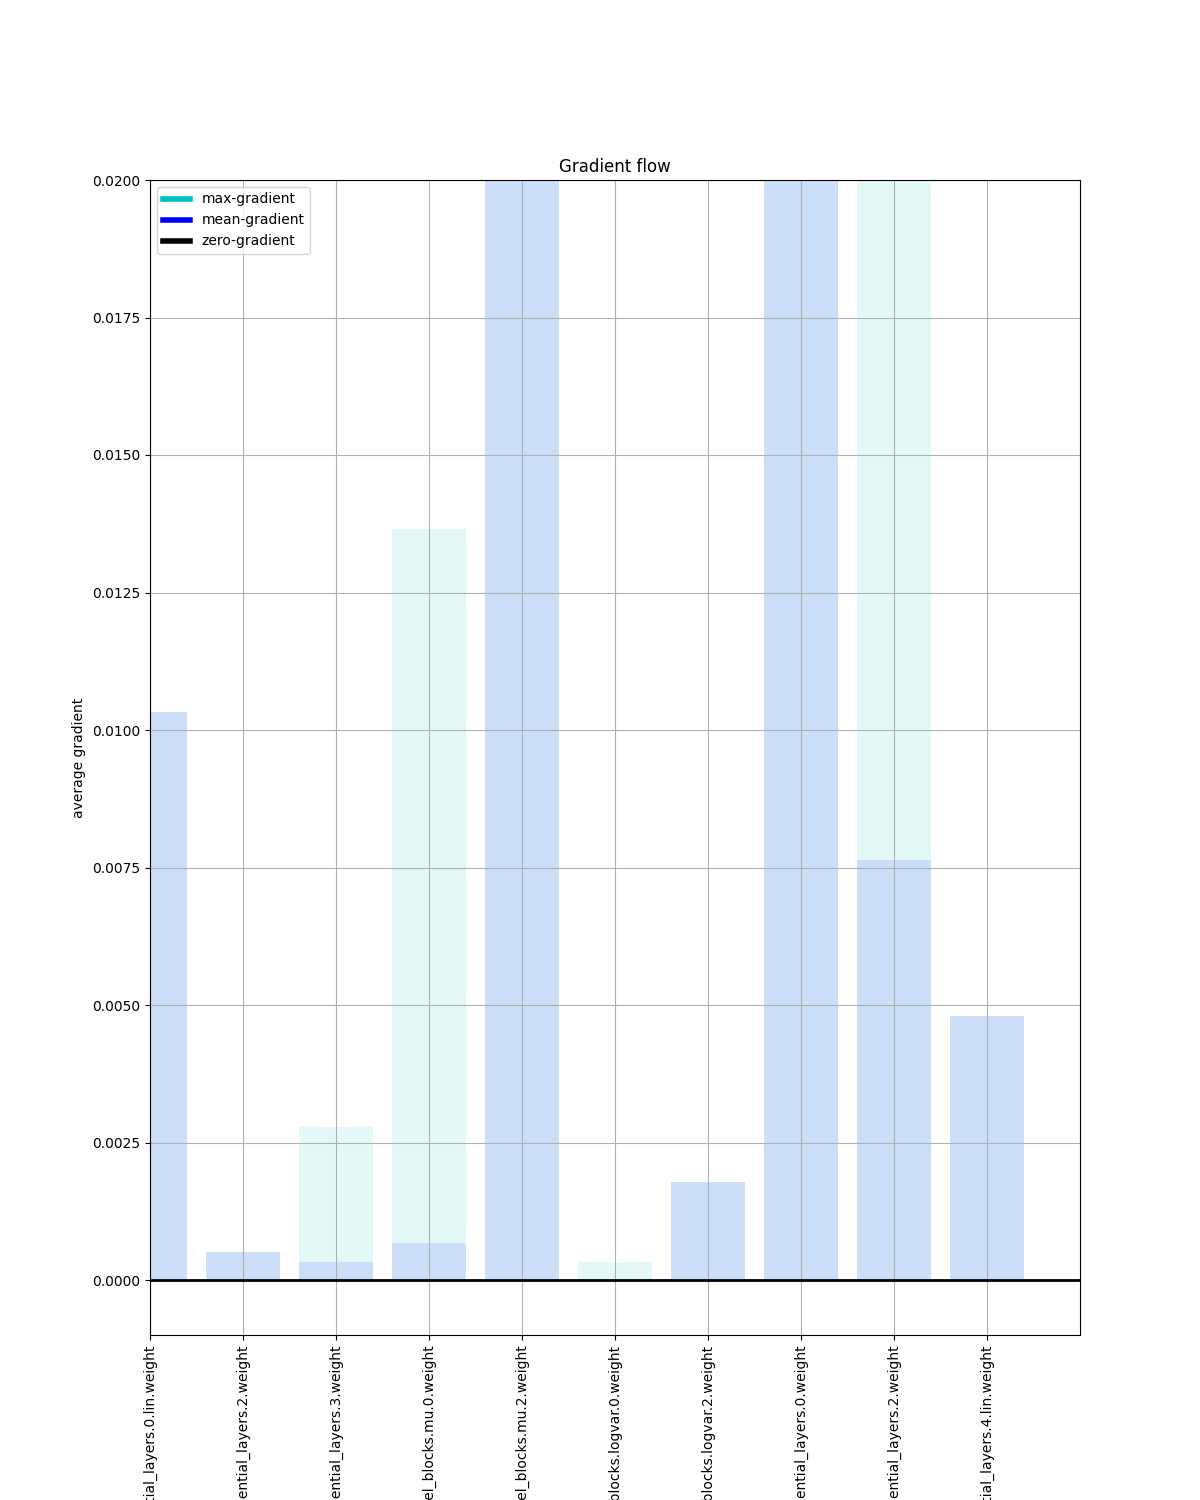 Gradient flow
max-gradient
mean-gradient
zero-gradient
average gradient
0.0200
0.0175
0.0150
0.0125
0.0100
0.0075
0.0050
0.0025
0.0000
tial_layers.0.lin.weight
ential_layers.2.weight
ential_layers.3.weight
el_blocks.mu.0.weight
el_blocks.mu.2.weight
blocks.logvar.0.weight
blocks.logvar.2.weight
ential_layers.0.weight
ential_layers.2.weight
tial_layers.4.lin.weight